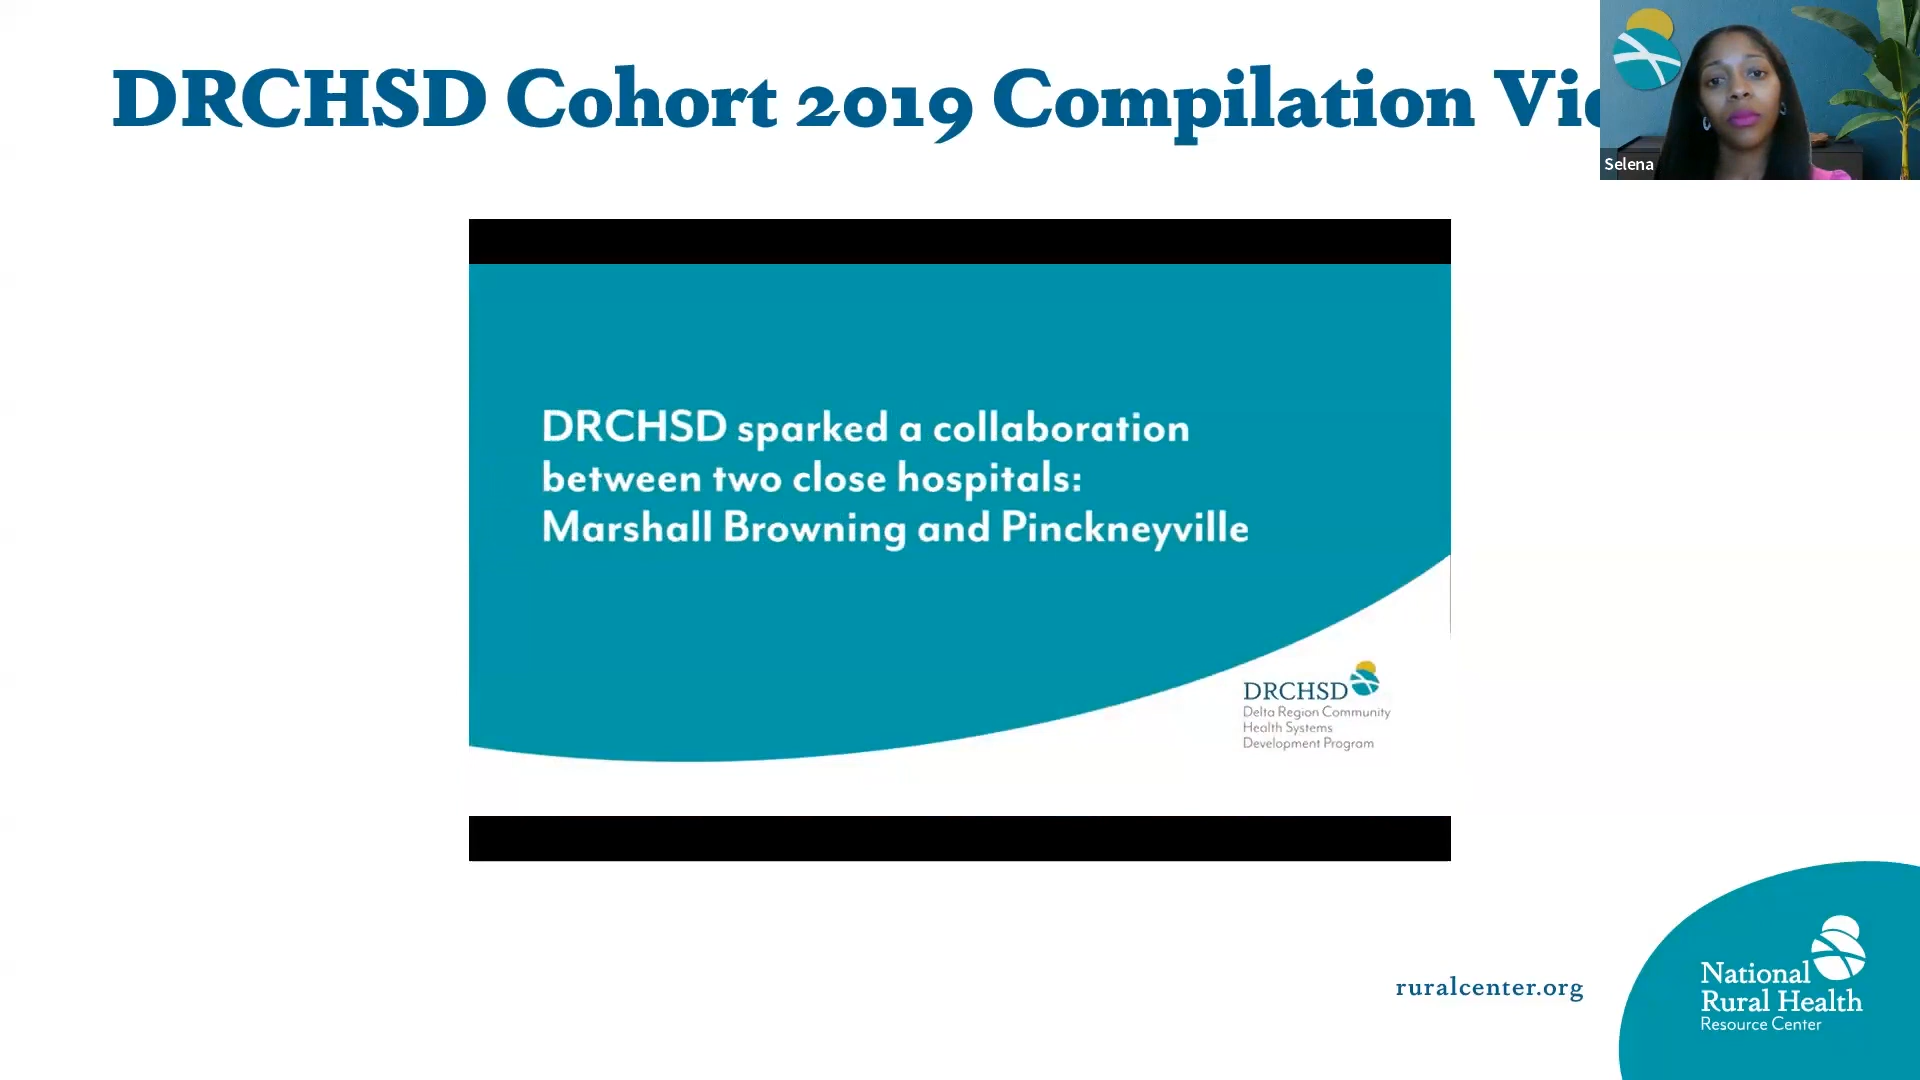 DRCHSD Cohort 2019 Compilation
Selena
DRCHSD sparked a collaboration
between two close hospitals:
Marshall Browning and Pinckneyville
DRCHSD
Delta Region Community
Health Systems
Development Program
ruralcenter.org
National
Rural Health
Resource Center